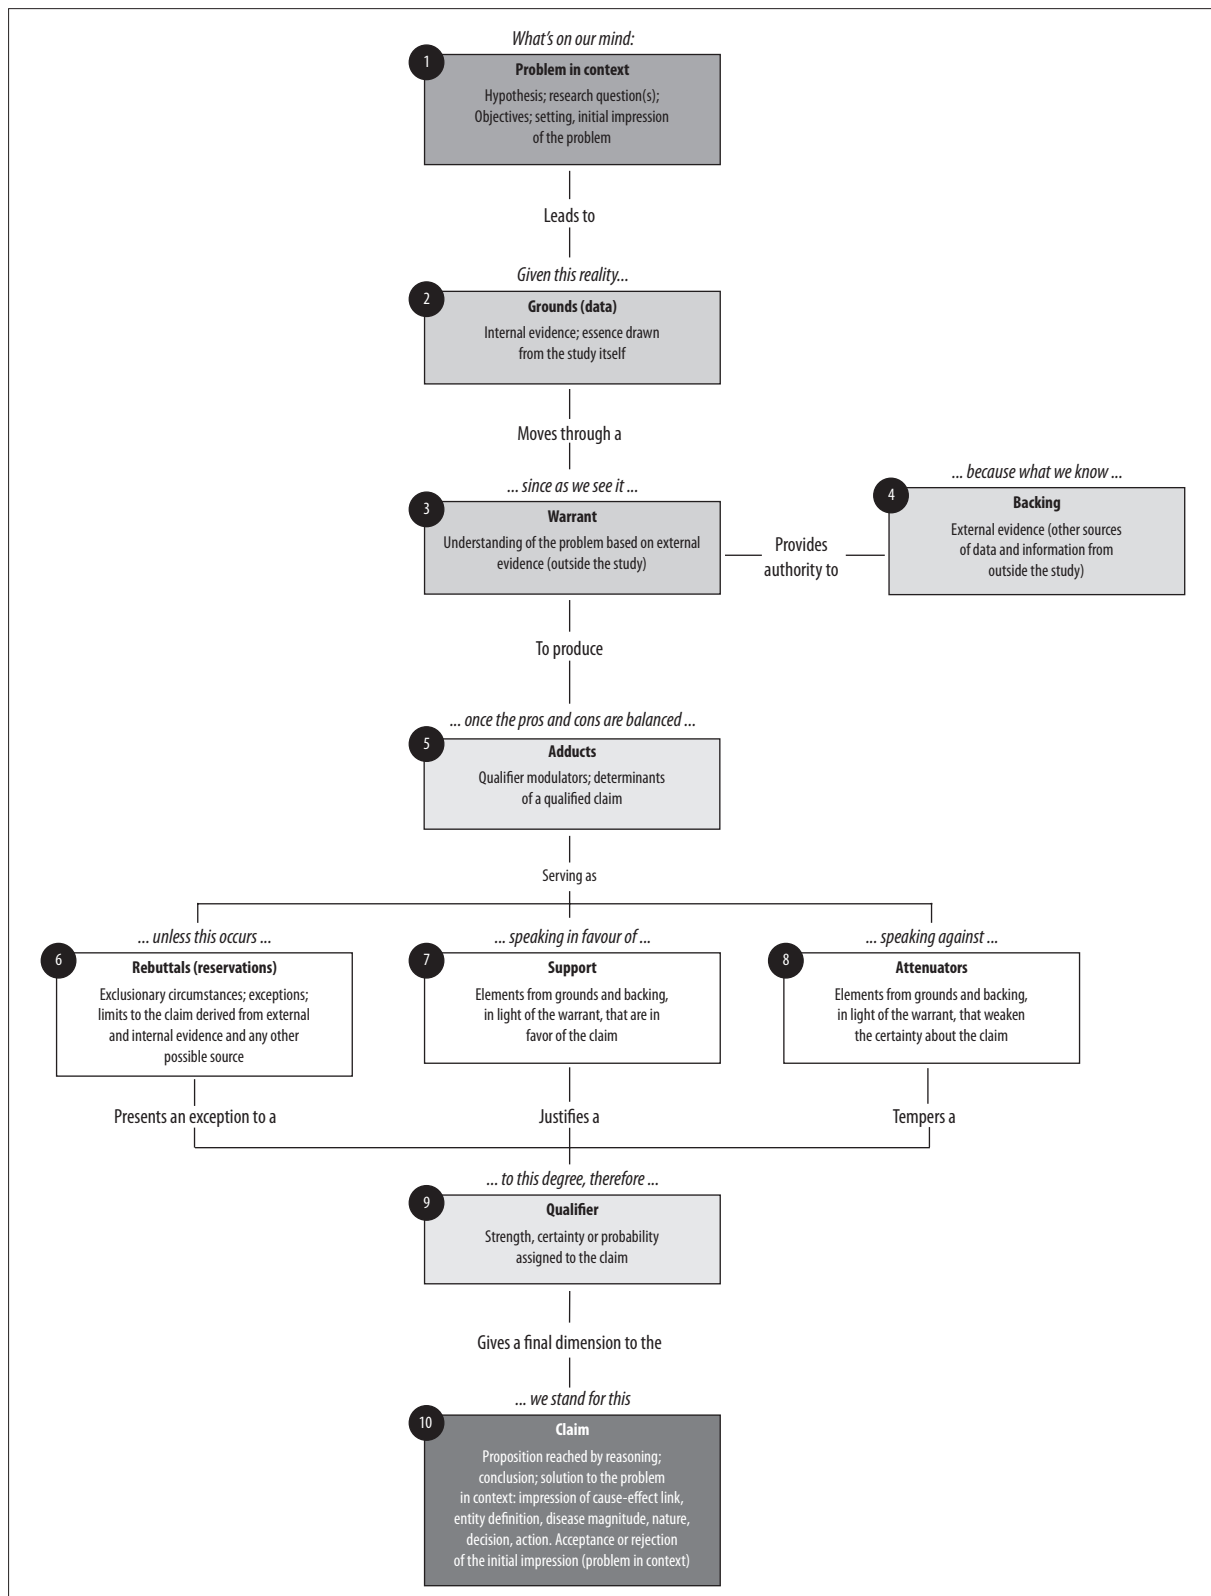 What's on our mind:
1
Problem in context
Hypothesis; research question(s);
Objectives; setting, initial impression
of the problem
Leads to
Given this reality...
2
Grounds (data)
Internal evidence; essence drawn
from the study itself
Moves through a
... since as we see it ...
3
Warrant
Understanding of the problem based on external
evidence (outside the study)
Provides
authority to
... because what we know ...
4
Backing
External evidence (other sources
of data and information from
outside the study)
To produce
... once the pros and cons are balanced ...
5
Adducts
Qualifier modulators; determinants
of a qualified claim
Serving as
... unless this occurs ...
6
Rebuttals (reservations)
Exclusionary circumstances; exceptions;
limits to the claim derived from external
and internal evidence and any other
possible source
Presents an exception to a
... speaking in favour of ...
7
Support
Elements from grounds and backing,
in light of the warrant, that are in
favor of the claim
Justifies a
... speaking against ...
8
Attenuators
Elements from grounds and backing,
in light of the warrant, that weaken
the certainty about the claim
Tempers a
... to this degree, therefore ...
9
Qualifier
Strength, certainty or probability
assigned to the claim
Gives a final dimension to the
... we stand for this
10
Claim
Proposition reached by reasoning;
conclusion; solution to the problem
in context: impression of cause-effect link,
entity definition, disease magnitude, nature,
decision, action. Acceptance or rejection
of the initial impression (problem in context)